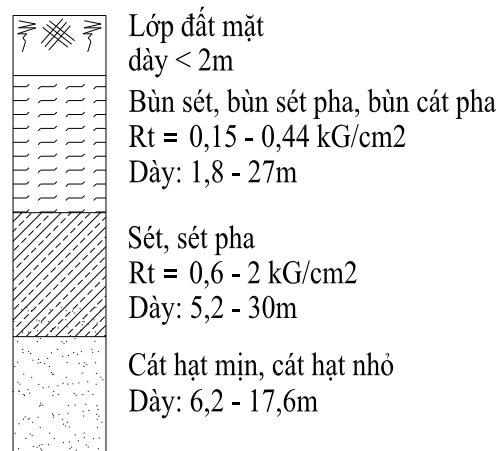 Lớp đất mặt
dày < 2m
Bùn sét, bùn sét pha, bùn cát pha
Rt = 0,15 - 0,44 kG/cm2
Dày: 1,8 - 27m
Sét, sét pha
Rt = 0,6 - 2 kG/cm2
Dày: 5,2 - 30m
Cát hạt mịn, cát hạt nhỏ
Dày: 6,2 - 17,6m